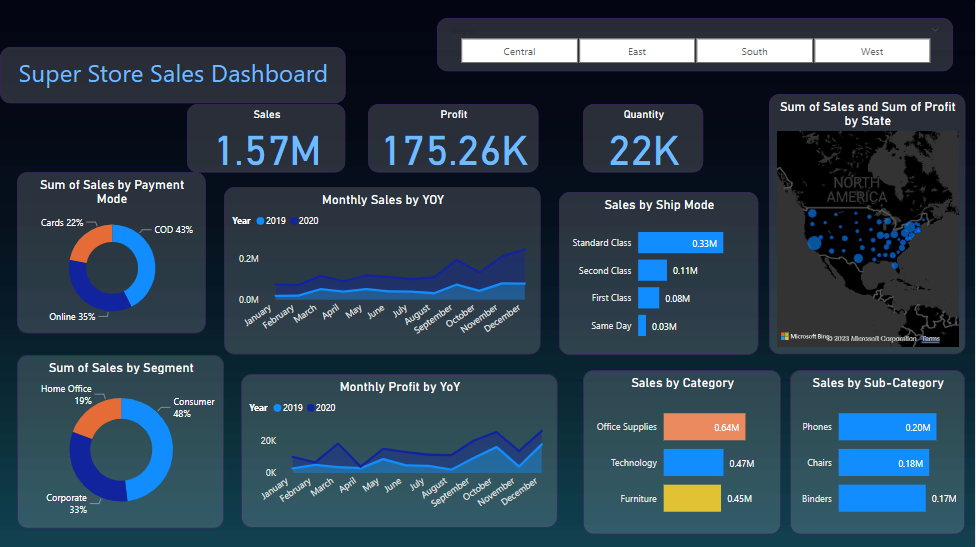 Central
East
South
West
Super Store Sales Dashboard
Sales
1.57M
Profit
175.26K
Quantity
22K
Sum of Sales and Sum of Profit
by State
NORTH
AMERICA
Microsoft Bing
© 2023 Microsoft Corporation Terms
Sum of Sales by Payment
Mode
Cards 22%
COD 43%
Online 35%
Monthly Sales by YOY
Year 2019 2020
0.2M
0.0M
January
February
March
April
May
June
July
August
September
October
November
December
Sales by Ship Mode
Standard Class 0.33M
Second Class 0.11M
First Class 0.08M
Same Day 0.03M
Sum of Sales by Segment
Home Office
19%
Consumer
48%
Corporate
33%
Monthly Profit by YoY
Year 2019 2020
20K
0K
January
February
March
April
May
June
July
August
September
October
November
December
Sales by Category
Office Supplies 0.64M
Technology 0.47M
Furniture 0.45M
Sales by Sub-Category
Phones 0.20M
Chairs 0.18M
Binders 0.17M